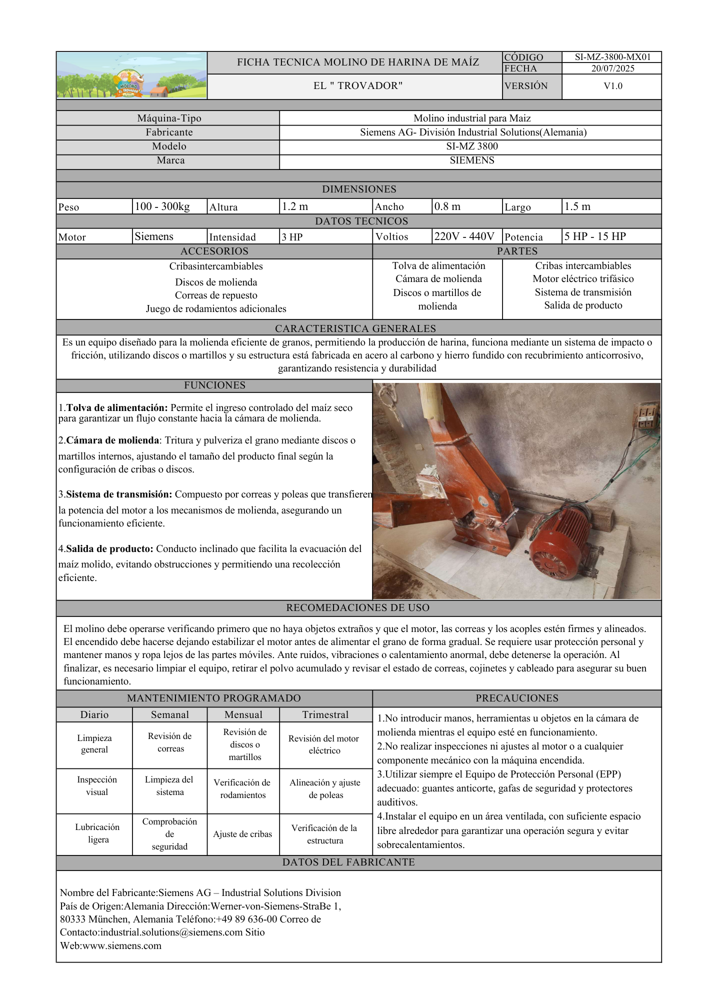 FICHA TECNICA MOLINO DE HARINA DE MAÍZ
CÓDIGO
SI-MZ-3800-MX01
FECHA
20/07/2025
MOLINO
EL TROVADOR
EL " TROVADOR"
VERSIÓN
V1.0
Máquina-Tipo
Molino industrial para Maiz
Fabricante
Siemens AG- División Industrial Solutions(Alemania)
Modelo
SI-MZ 3800
Marca
SIEMENS
DIMENSIONES
Peso
100 - 300kg
Altura
1.2 m
Ancho
0.8 m
Largo
1.5 m
DATOS TECNICOS
Motor
Siemens
Intensidad
3 HP
Voltios
220V - 440V
Potencia
5 HP - 15 HP
ACCESORIOS
Cribasintercambiables
Discos de molienda
Correas de repuesto
Juego de rodamientos adicionales
PARTES
Tolva de alimentación
Cámara de molienda
Discos o martillos de
molienda
Cribas intercambiables
Motor eléctrico trifásico
Sistema de transmisión
Salida de producto
CARACTERISTICA GENERALES
Es un equipo diseñado para la molienda eficiente de granos, permitiendo la producción de harina, funciona mediante un sistema de impacto o
fricción, utilizando discos o martillos y su estructura está fabricada en acero al carbono y hierro fundido con recubrimiento anticorrosivo,
garantizando resistencia y durabilidad
FUNCIONES
1.Tolva de alimentación: Permite el ingreso controlado del maíz seco
para garantizar un flujo constante hacia la cámara de molienda.
2.Cámara de molienda: Tritura y pulveriza el grano mediante discos o
martillos internos, ajustando el tamaño del producto final según la
configuración de cribas o discos.
3.Sistema de transmisión: Compuesto por correas y poleas que transfieren
la potencia del motor a los mecanismos de molienda, asegurando un
funcionamiento eficiente.
4.Salida de producto: Conducto inclinado que facilita la evacuación del
maíz molido, evitando obstrucciones y permitiendo una recolección
eficiente.
RECOMEDACIONES DE USO
El molino debe operarse verificando primero que no haya objetos extraños y que el motor, las correas y los acoples estén firmes y alineados.
El encendido debe hacerse dejando estabilizar el motor antes de alimentar el grano de forma gradual. Se requiere usar protección personal y
mantener manos y ropa lejos de las partes móviles. Ante ruidos, vibraciones o calentamiento anormal, debe detenerse la operación. Al
finalizar, es necesario limpiar el equipo, retirar el polvo acumulado y revisar el estado de correas, cojinetes y cableado para asegurar su buen
funcionamiento.
MANTENIMIENTO PROGRAMADO
Diario
Semanal
Mensual
Trimestral
Limpieza
general
Revisión de
correas
Revisión de
discos o
martillos
Revisión del motor
eléctrico
Inspección
visual
Limpieza del
sistema
Verificación de
rodamientos
Alineación y ajuste
de poleas
Lubricación
ligera
Comprobación
de
seguridad
Ajuste de cribas
Verificación de la
estructura
PRECAUCIONES
1.No introducir manos, herramientas u objetos en la cámara de
molienda mientras el equipo esté en funcionamiento.
2.No realizar inspecciones ni ajustes al motor o a cualquier
componente mecánico con la máquina encendida.
3.Utilizar siempre el Equipo de Protección Personal (EPP)
adecuado: guantes anticorte, gafas de seguridad y protectores
auditivos.
4.Instalar el equipo en un área ventilada, con suficiente espacio
libre alrededor para garantizar una operación segura y evitar
sobrecalentamientos.
DATOS DEL FABRICANTE
Nombre del Fabricante:Siemens AG – Industrial Solutions Division
País de Origen:Alemania Dirección:Werner-von-Siemens-StraBe 1,
80333 München, Alemania Teléfono:+49 89 636-00 Correo de
Contacto:industrial.solutions@siemens.com Sitio
Web:www.siemens.com